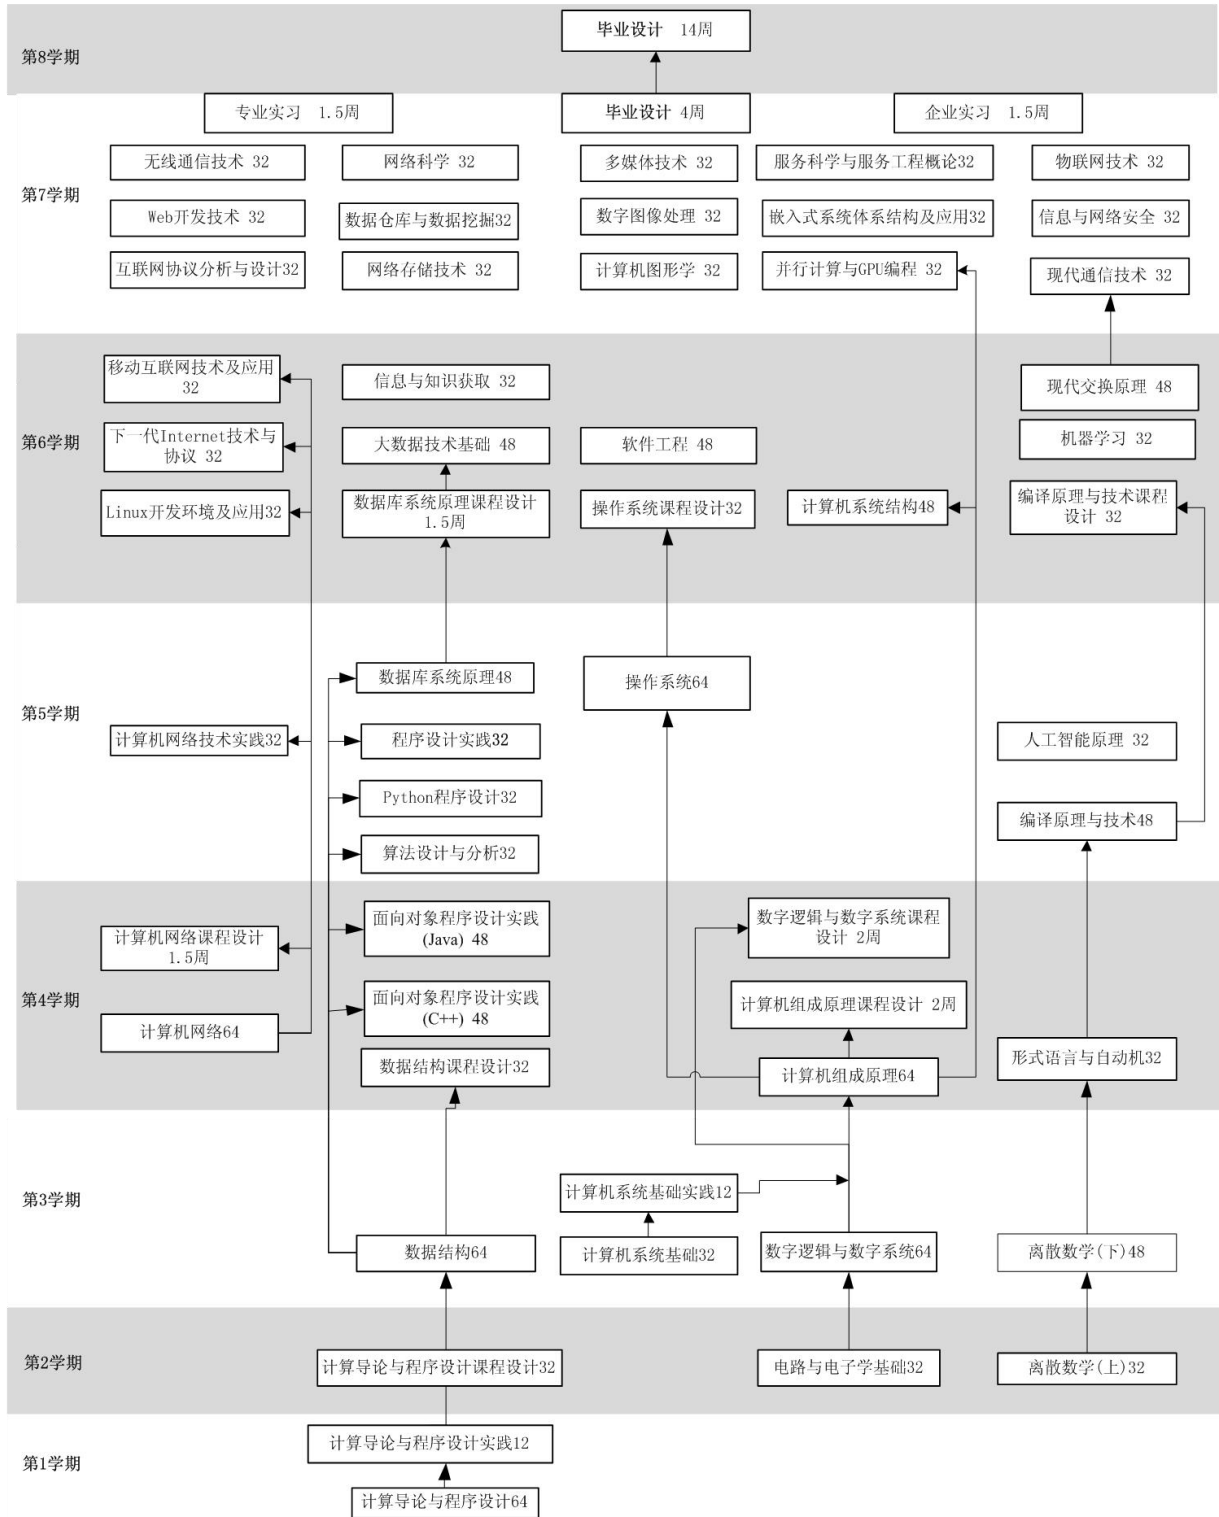 第8学期
毕业设计 14周
专业实习 1.5周
毕业设计 4周
企业实习 1.5周
第7学期
无线通信技术 32
网络科学 32
多媒体技术 32
服务科学与服务工程概论32
物联网技术 32
Web开发技术 32
数据仓库与数据挖掘32
数字图像处理 32
嵌入式系统体系结构及应用32
信息与网络安全 32
互联网协议分析与设计32
网络存储技术 32
计算机图形学 32
并行计算与GPU编程 32
现代通信技术 32
第6学期
移动互联网技术及应用
32
信息与知识获取 32
现代交换原理 48
下一代Internet技术与
协议 32
大数据技术基础 48
软件工程 48
机器学习 32
Linux开发环境及应用32
数据库系统原理课程设计
1.5周
操作系统课程设计32
计算机系统结构48
编译原理与技术课程
设计 32
第5学期
数据库系统原理48
操作系统64
计算机网络技术实践32
程序设计实践32
人工智能原理 32
Python程序设计32
编译原理与技术48
算法设计与分析32
第4学期
计算机网络课程设计
1.5周
面向对象程序设计实践
(Java) 48
数字逻辑与数字系统课程
设计 2周
计算机网络64
面向对象程序设计实践
(C++) 48
计算机组成原理课程设计 2周
数据结构课程设计32
计算机组成原理64
形式语言与自动机32
第3学期
计算机系统基础实践12
数据结构64
计算机系统基础32
数字逻辑与数字系统64
离散数学(下)48
第2学期
计算导论与程序设计课程设计32
电路与电子学基础32
离散数学(上)32
第1学期
计算导论与程序设计实践12
计算导论与程序设计64